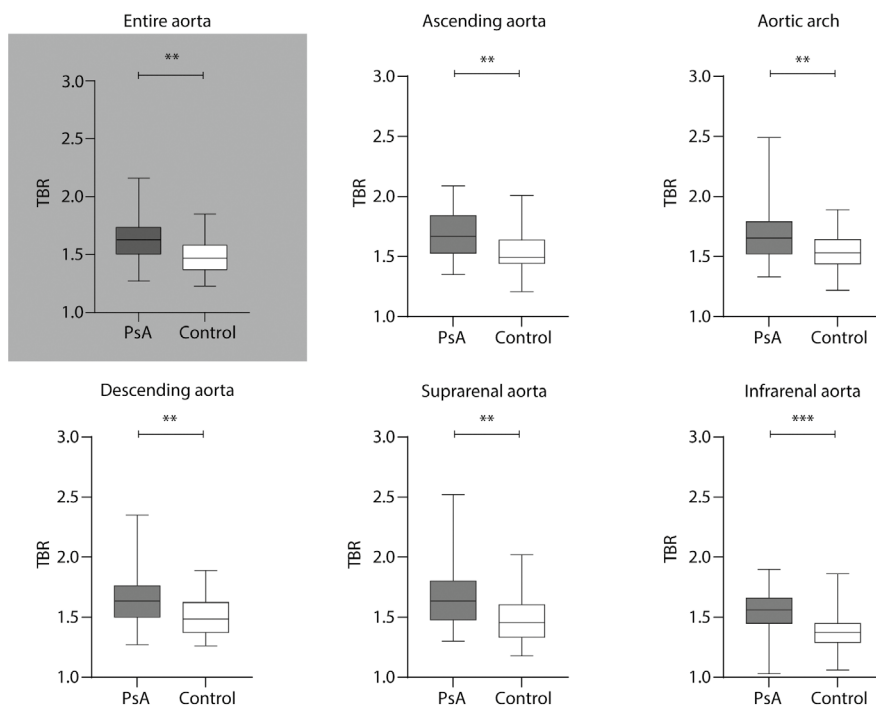 Entire aorta
**
3.0
2.5
2.0
1.5
1.0
TBR
PsA Control
Ascending aorta
**
3.0
2.5
2.0
1.5
1.0
TBR
PsA Control
Aortic arch
**
3.0
2.5
2.0
1.5
1.0
TBR
PsA Control
Descending aorta
**
3.0
2.5
2.0
1.5
1.0
TBR
PsA Control
Suprarenal aorta
**
3.0
2.5
2.0
1.5
1.0
TBR
PsA Control
Infrarenal aorta
***
3.0
2.5
2.0
1.5
1.0
TBR
PsA Control